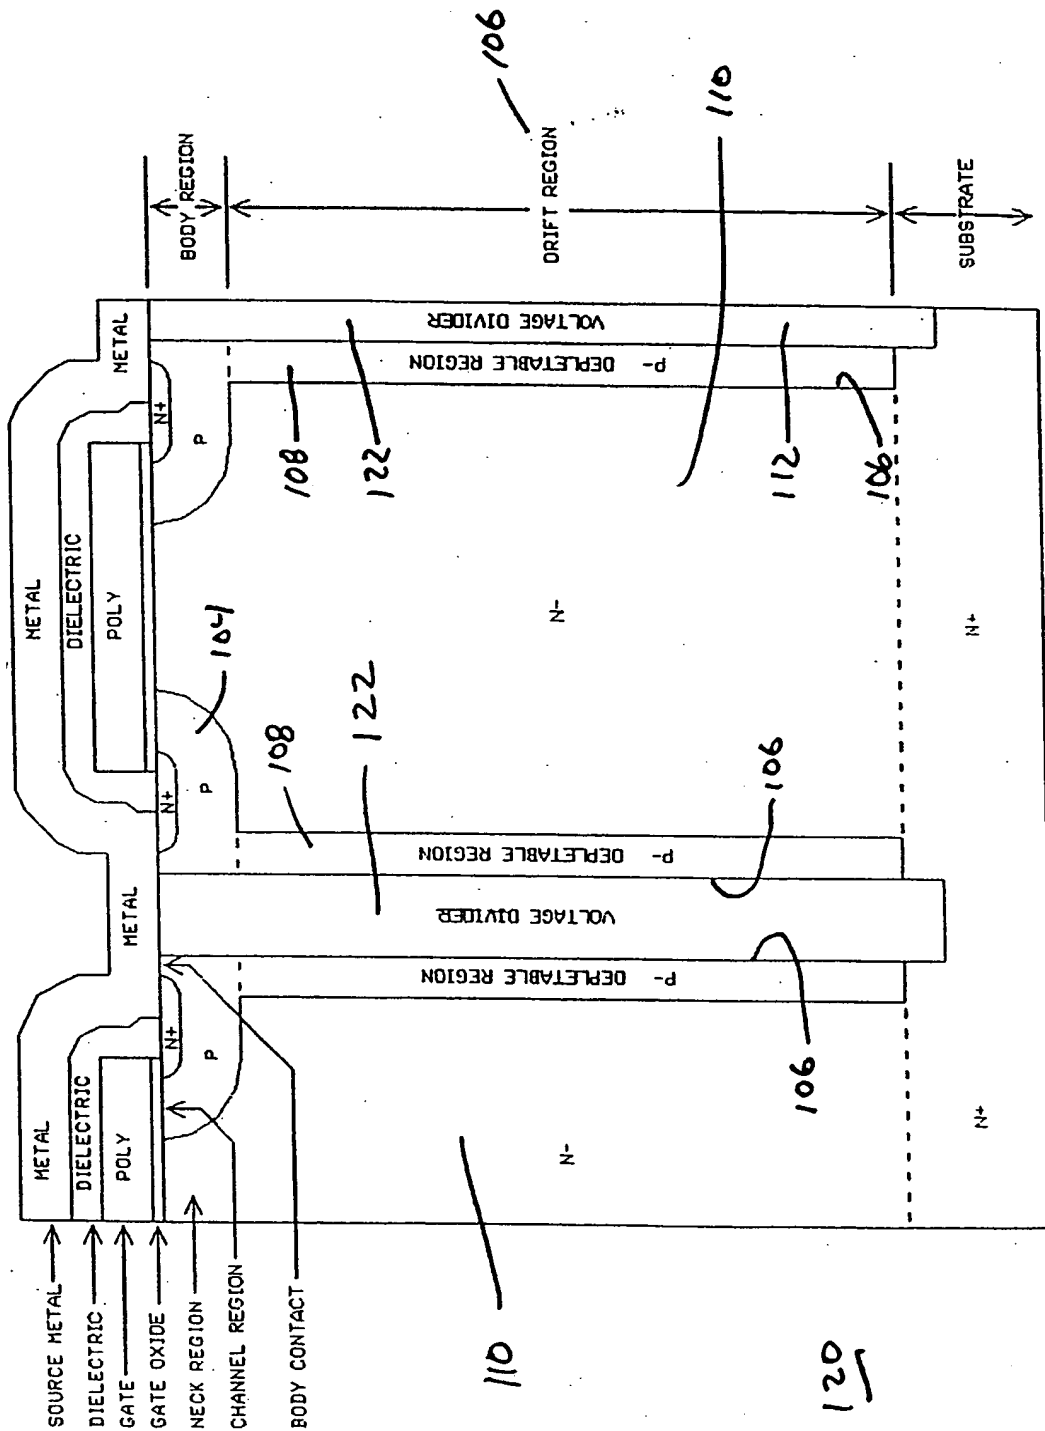 SOURCE METAL
DIELECTRIC
GATE
GATE OXIDE
NECK REGION
CHANNEL REGION
BODY CONTACT
METAL
DIELECTRIC
POLY
N+
P
METAL
METAL
DIELECTRIC
POLY
N+
P
104
N+
P
METAL
BODY REGION
DRIFT REGION
106
SUBSTRATE
P- DEPLETABLE REGION
VOLTAGE DIVIDER
P- DEPLETABLE REGION
108
122
106
106
N-
110
N-
110
P- DEPLETABLE REGION
VOLTAGE DIVIDER
108
122
112
106
N+
N+
120